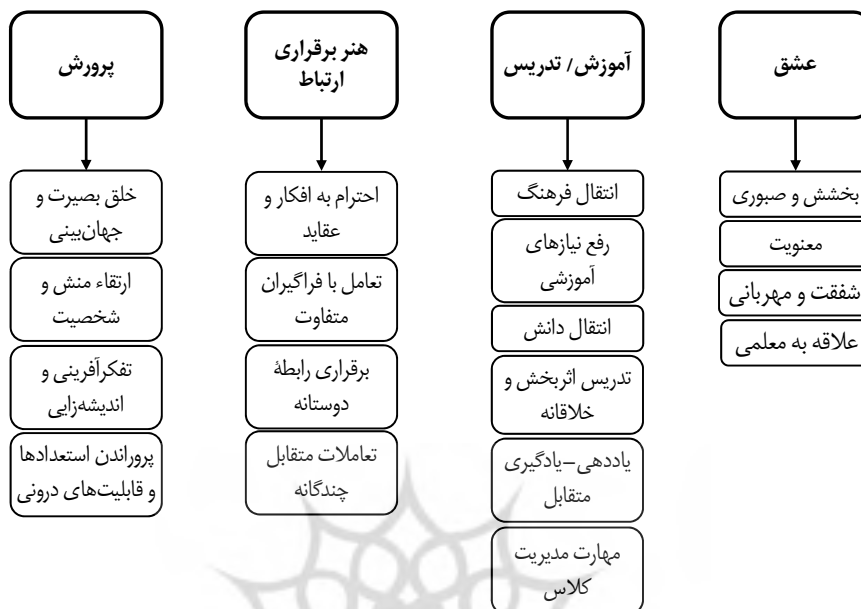 عشق
بخشش و صبوری
معنویت
شفقت و مهربانی
علاقه به معلمی
آموزش/ تدریس
انتقال فرهنگ
رفع نیازهای
آموزشی
انتقال دانش
تدریس اثربخش و
خلاقانه
یاددهی–یادگیری
متقابل
مهارت مدیریت
کلاس
هنر برقراری
ارتباط
احترام به افکار و
عقاید
تعامل با فراگیران
متفاوت
برقراری رابطهٔ
دوستانه
تعاملات متقابل
چندگانه
پرورش
خلق بصیرت و
جهان‌بینی
ارتقاء منش و
شخصیت
تفکرآفرینی و
اندیشه‌زایی
پروراندن استعدادها
و قابلیت‌های درونی